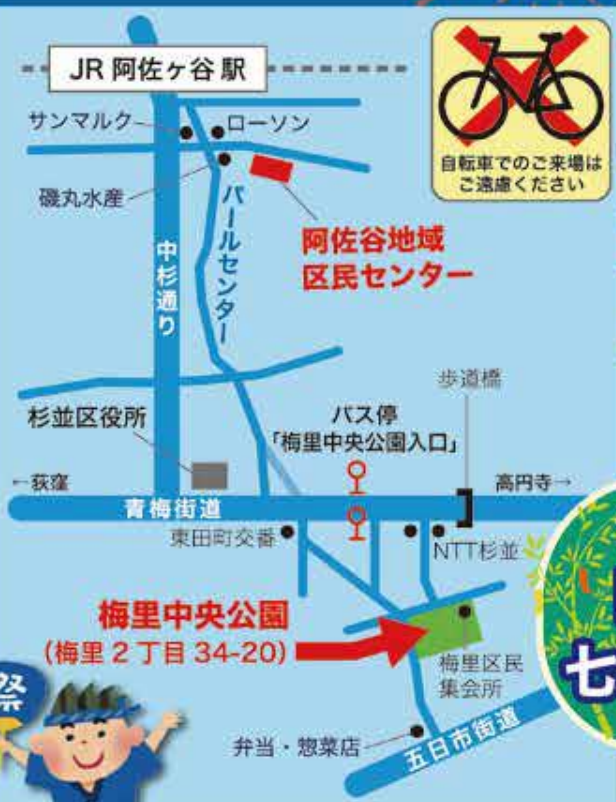 JR 阿佐ヶ谷駅
サンマルク
ローソン
自転車でのご来場は
ご遠慮ください
磯丸水産
パールセンター
阿佐谷地域
区民センター
中杉通り
歩道橋
杉並区役所
バス停
「梅里中央公園入口」
←荻窪
高円寺→
青梅街道
東田町交番
NTT杉並
梅里中央公園
(梅里2丁目34-20)
七
祭
梅里区民
集会所
弁当・惣菜店
五日市街道